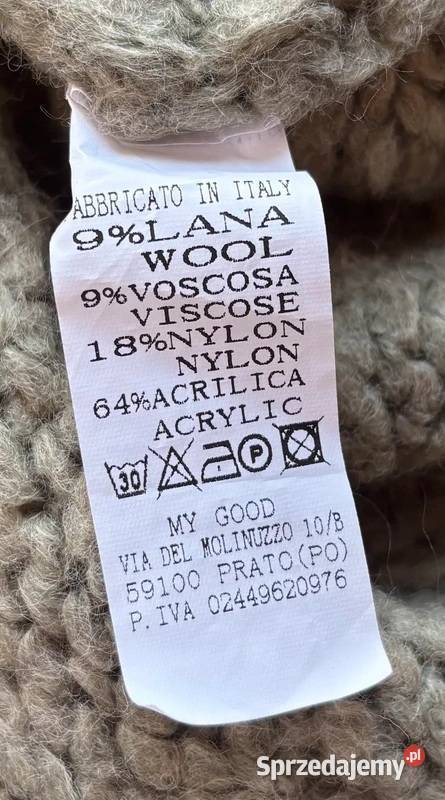 ABBRICATO IN ITALY
9%LANA
WOOL
9%VOSCOSA
VISCOSE
18%NYLON
NYLON
64%ACRILICA
ACRYLIC
30 P
MY GOOD
VIA DEL MOLINUZZO 10/B
59100 PRATO(PO)
P.IVA 02449620976
Sprzedajemy.pl